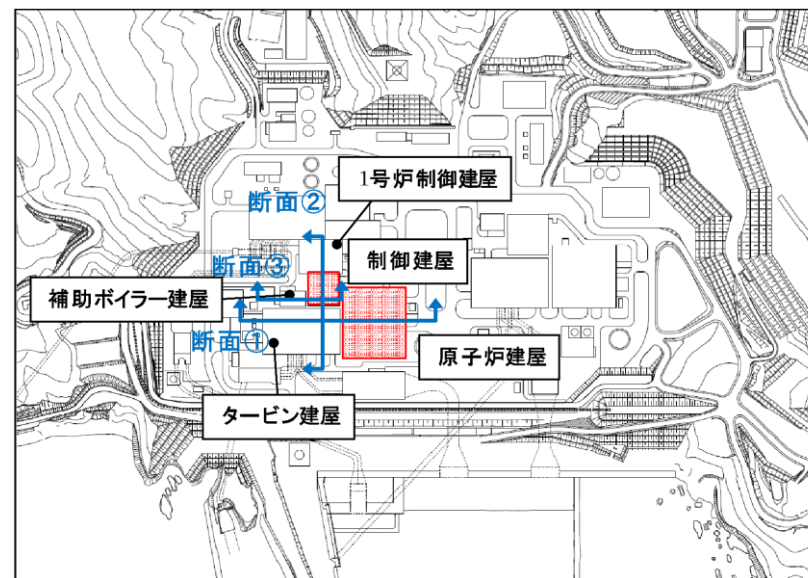 1号炉制御建屋
断面②
制御建屋
断面③
補助ボイラー建屋
断面①
原子炉建屋
タービン建屋